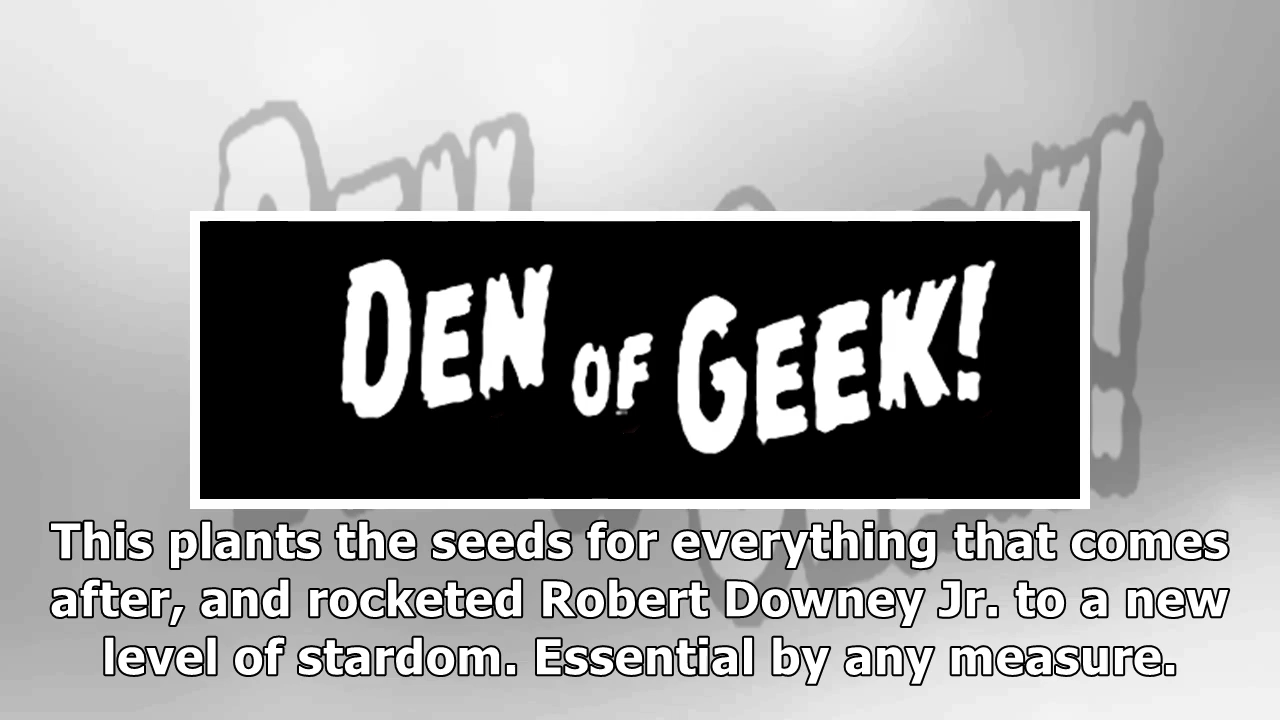 DEN OF GEEK!
This plants the seeds for everything that comes
after, and rocketed Robert Downey Jr. to a new
level of stardom. Essential by any measure.